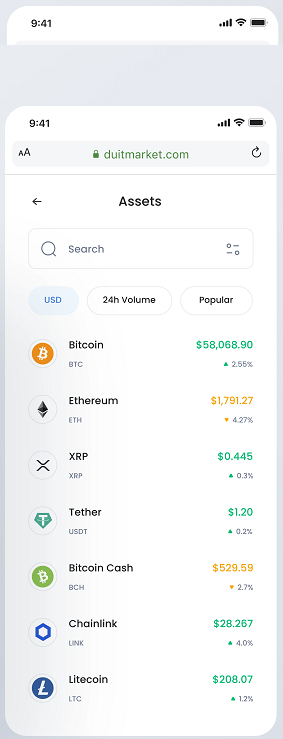 9:41
9:41
AA duitmarket.com
Assets
Search
USD 24h Volume Popular
Bitcoin $58,068.90
BTC 2.55%
Ethereum $1,791.27
ETH 4.27%
XRP $0.445
XRP 0.3%
Tether $1.20
USDT 0.2%
Bitcoin Cash $529.59
BCH 2.7%
Chainlink $28.267
LINK 4.0%
Litecoin $208.07
LTC 1.2%